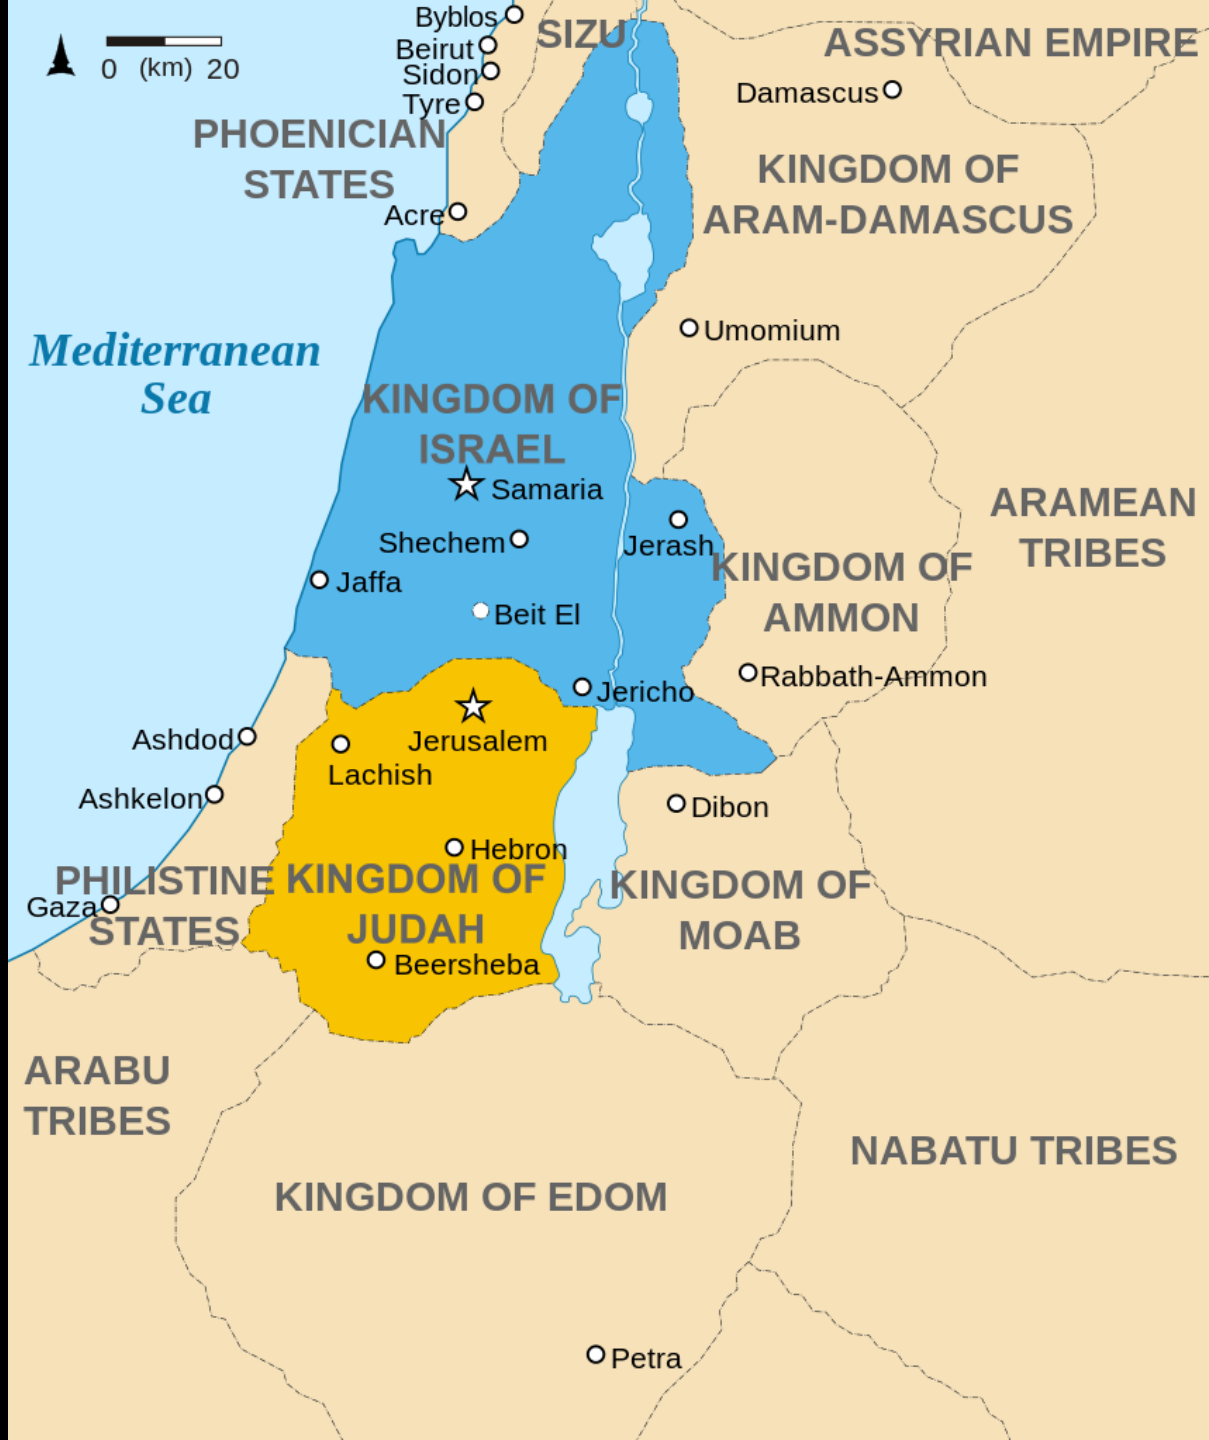 Byblos
SIZU
ASSYRIAN EMPIRE
Beirut
0 (km) 20
Sidon
Damascus
Tyre
PHOENICIAN
STATES
KINGDOM OF
ARAM-DAMASCUS
Acre
Umomium
Mediterranean
Sea
KINGDOM OF
ISRAEL
Samaria
ARAMEAN
TRIBES
Shechem
Jerash
KINGDOM OF
AMMON
Jaffa
Beit El
Rabbath-Ammon
Jericho
Ashdod
Jerusalem
Lachish
Ashkelon
Dibon
Hebron
PHILISTINE
STATES
KINGDOM OF
JUDAH
KINGDOM OF
MOAB
Gaza
Beersheba
ARABU
TRIBES
NABATU TRIBES
KINGDOM OF EDOM
Petra